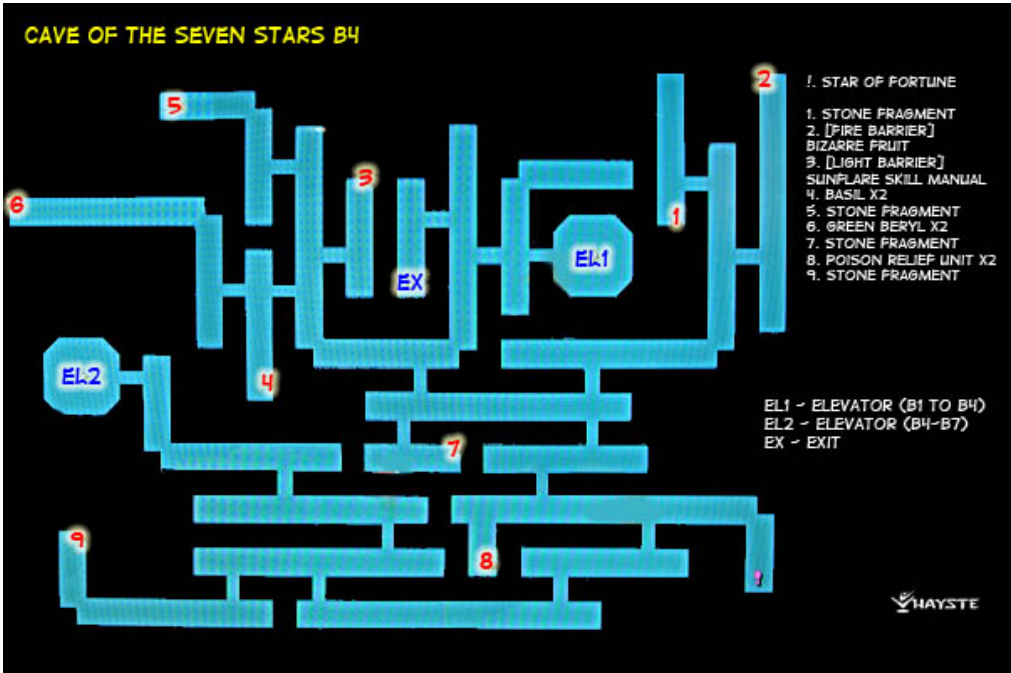 CAVE OF THE SEVEN STARS B4
5
2
!. STAR OF FORTUNE
1. STONE FRAGMENT
2. [FIRE BARRIER]
BIZARRE FRUIT
3. [LIGHT BARRIER]
SUNFLARE SKILL MANUAL
4. BASIL X2
5. STONE FRAGMENT
6. GREEN BERYL X2
7. STONE FRAGMENT
8. POISON RELIEF UNIT X2
9. STONE FRAGMENT
3
6
1
EL1
EX
EL2
4
EL1 - ELEVATOR (B1 TO B4)
EL2 - ELEVATOR (B4-B7)
EX - EXIT
7
9
8
!
HAYSTE